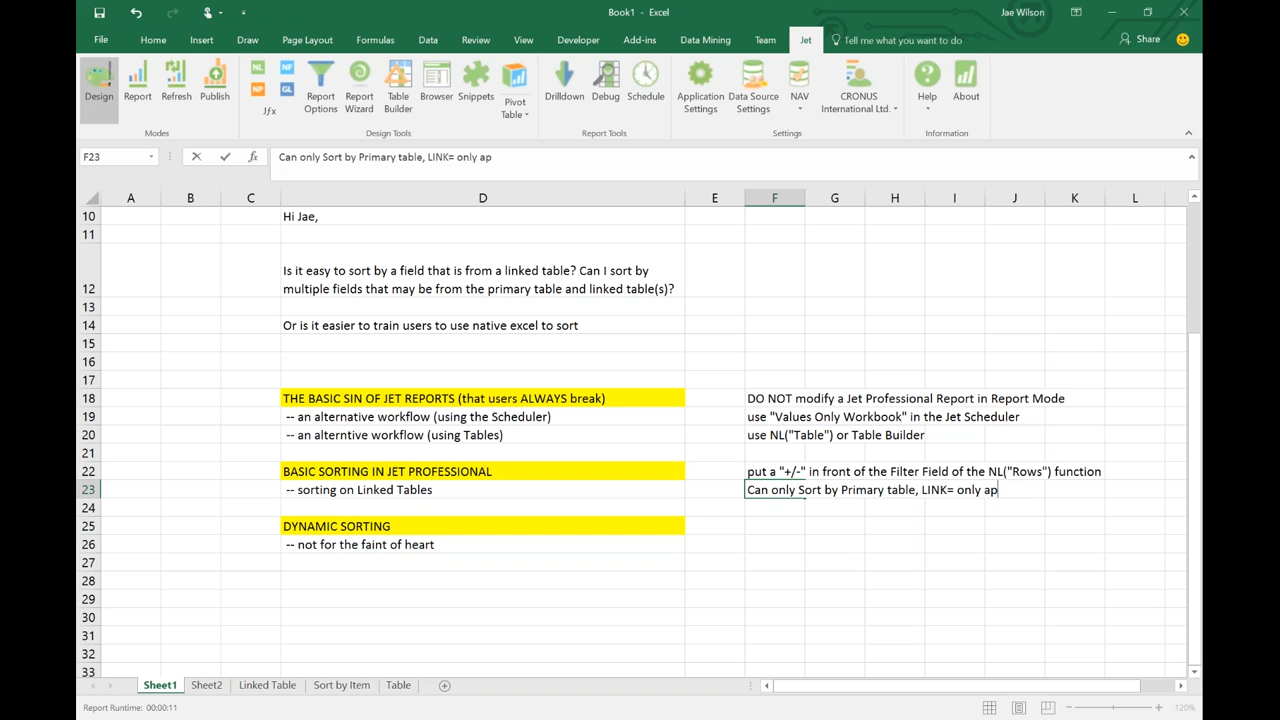 Book1 - Excel
Jae Wilson
File Home Insert Draw Page Layout Formulas Data Review View Developer Add-ins Data Mining Team Jet Tell me what you want to do Share
NL NF
NP GL
Jfx
Design Report Refresh Publish Report Options Report Wizard Table Builder Browser Snippets Pivot Table Drilldown Debug Schedule Application Settings Data Source Settings NAV CRONUS International Ltd. Help About
Modes Design Tools Report Tools Settings Information
F23 fx Can only Sort by Primary table, LINK= only ap
A B C D E F G H I J K L
10 Hi Jae,
11
Is it easy to sort by a field that is from a linked table? Can I sort by
12 multiple fields that may be from the primary table and linked table(s)?
13
14 Or is it easier to train users to use native excel to sort
15
16
17
18 THE BASIC SIN OF JET REPORTS (that users ALWAYS break) DO NOT modify a Jet Professional Report in Report Mode
19 -- an alternative workflow (using the Scheduler) use "Values Only Workbook" in the Jet Scheduler
20 -- an alterntive workflow (using Tables) use NL("Table") or Table Builder
21
22 BASIC SORTING IN JET PROFESSIONAL put a "+/-" in front of the Filter Field of the NL("Rows") function
23 -- sorting on Linked Tables Can only Sort by Primary table, LINK= only ap
24
25 DYNAMIC SORTING
26 -- not for the faint of heart
27
28
29
30
31
32
33
Sheet1 Sheet2 Linked Table Sort by Item Table
Report Runtime: 00:00:11 120%